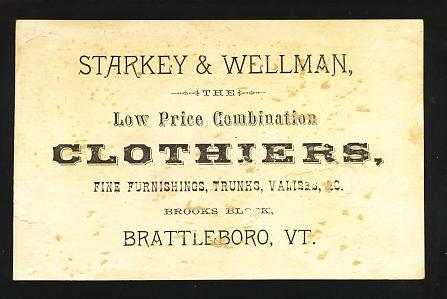 STARKEY & WELLMAN,
THE
Low Price Combination
CLOTHIERS,
FINE FURNISHINGS, TRUNKS, VALISES, &C.
BROOKS BLOCK,
BRATTLEBORO, VT.